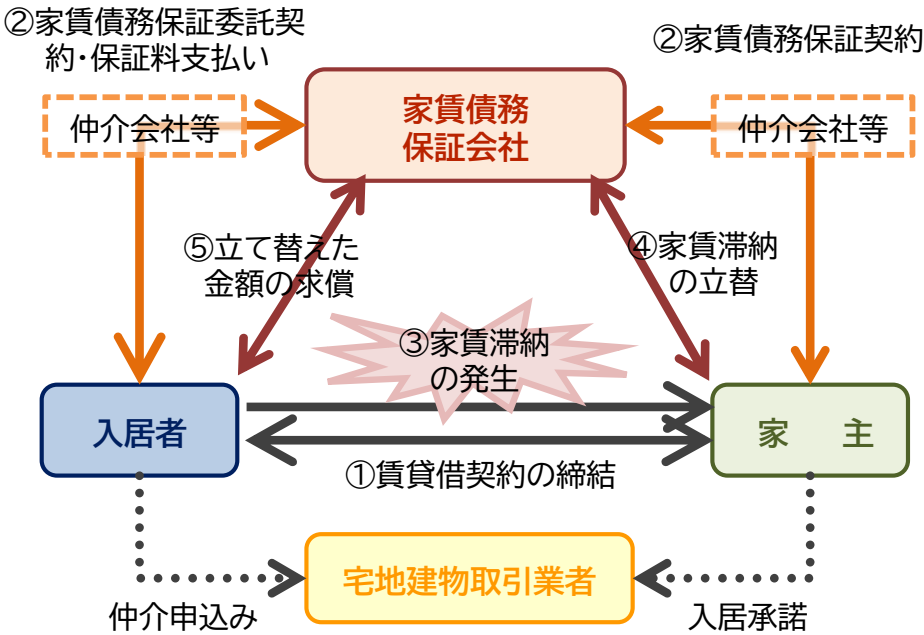 ②家賃債務保証委託契
約・保証料支払い
②家賃債務保証契約
仲介会社等
家賃債務
保証会社
仲介会社等
⑤立て替えた
金額の求償
④家賃滞納
の立替
③家賃滞納
の発生
入居者
家　主
①賃貸借契約の締結
宅地建物取引業者
仲介申込み
入居承諾